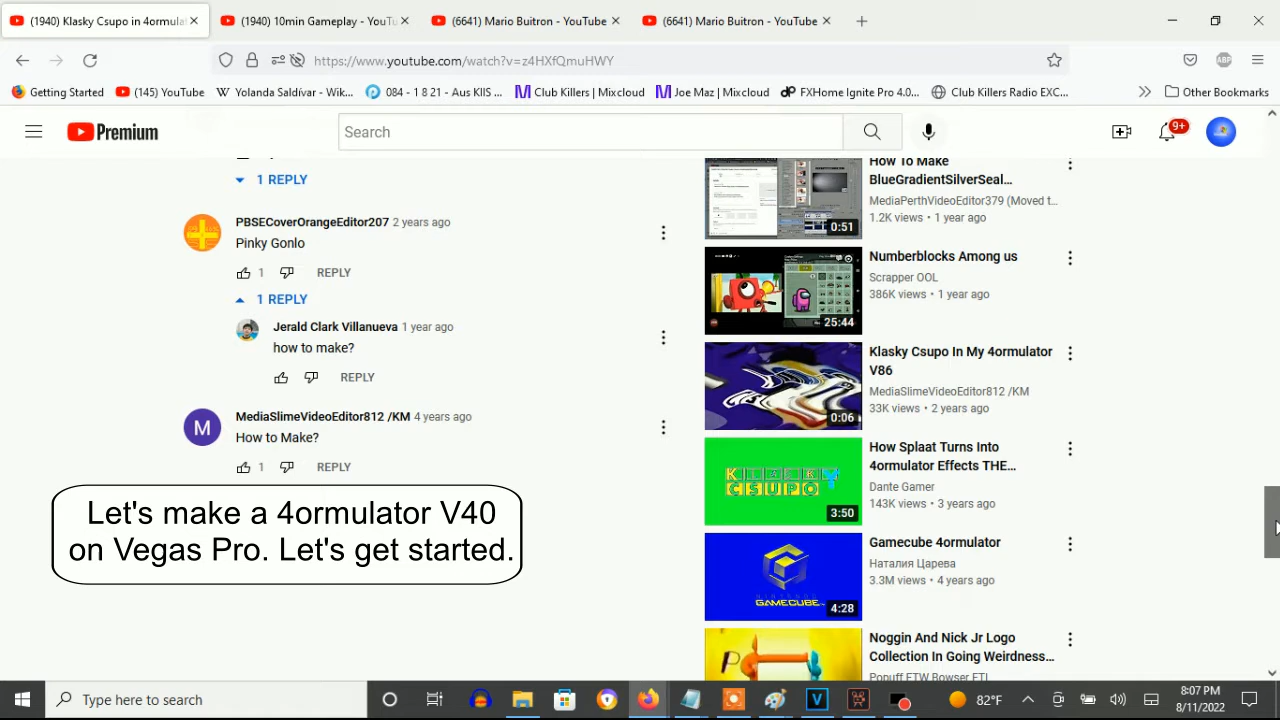 (1940) Klasky Csupo in 4ormulat
(1940) 10min Gameplay - YouTu
(6641) Mario Buitron - YouTube
(6641) Mario Buitron - YouTube
https://www.youtube.com/watch?v=z4HXfQmuHWY
ABP
Getting Started
(145) YouTube
Yolanda Saldívar - Wik...
084 - 1 8 21 - Aus KIIS ...
Club Killers | Mixcloud
Joe Maz | Mixcloud
FXHome Ignite Pro 4.0...
Club Killers Radio EXC...
Other Bookmarks
Premium
Search
9+
1 REPLY
PBSECoverOrangeEditor207 2 years ago
Pinky Gonlo
1 REPLY
1 REPLY
Jerald Clark Villanueva 1 year ago
how to make?
REPLY
M
MediaSlimeVideoEditor812 /KM 4 years ago
How to Make?
1 REPLY
Let's make a 4ormulator V40
on Vegas Pro. Let's get started.
How To Make
BlueGradientSilverSeal...
MediaPerthVideoEditor379 (Moved t...
1.2K views • 1 year ago
0:51
Numberblocks Among us
Scrapper OOL
386K views • 1 year ago
25:44
Klasky Csupo In My 4ormulator
V86
MediaSlimeVideoEditor812 /KM
33K views • 2 years ago
0:06
How Splaat Turns Into
4ormulator Effects THE...
Dante Gamer
143K views • 3 years ago
KLASKY
CSUPO
3:50
Gamecube 4ormulator
Наталия Царева
3.3M views • 4 years ago
NINTENDO
GAMECUBE
4:28
Noggin And Nick Jr Logo
Collection In Going Weirdness...
Type here to search
82°F
8:07 PM
8/11/2022